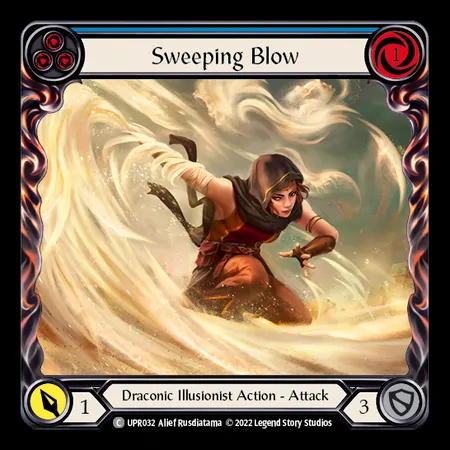 Sweeping Blow
1
Draconic Illusionist Action - Attack
1
3
C UPR032 Alief Rusdiatama © 2022 Legend Story Studios